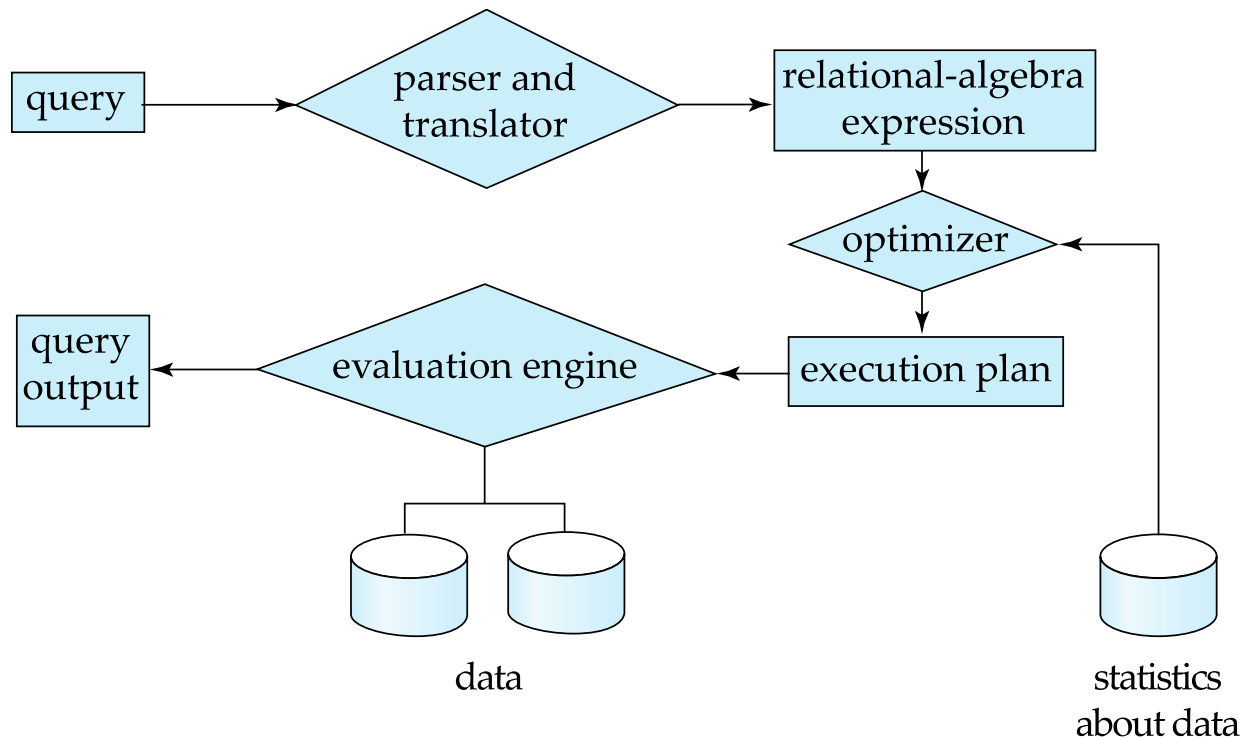 query
parser and
translator
relational-algebra
expression
optimizer
execution plan
evaluation engine
query
output
data
statistics
about data